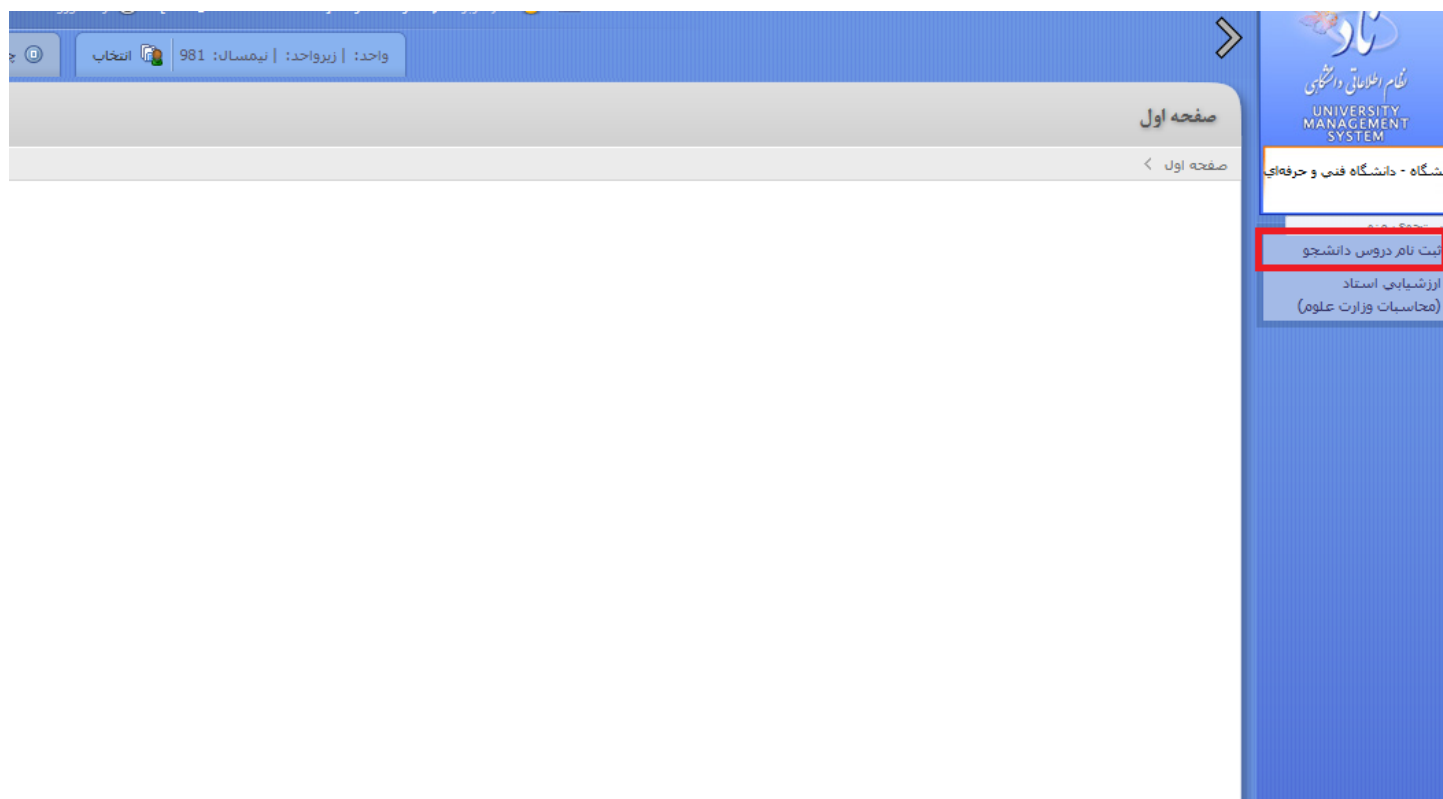 ناد
نظام اطلاعاتی دانشگاهی
UNIVERSITY
MANAGEMENT
SYSTEM
واحد: | زیرواحد: | نیمسال: 981
انتخاب
صفحه اول
صفحه اول >
شگاه - دانشگاه فنی و حرفه‌ای
ثبت نام دروس دانشجو
ارزشیابی استاد
(محاسبات وزارت علوم)